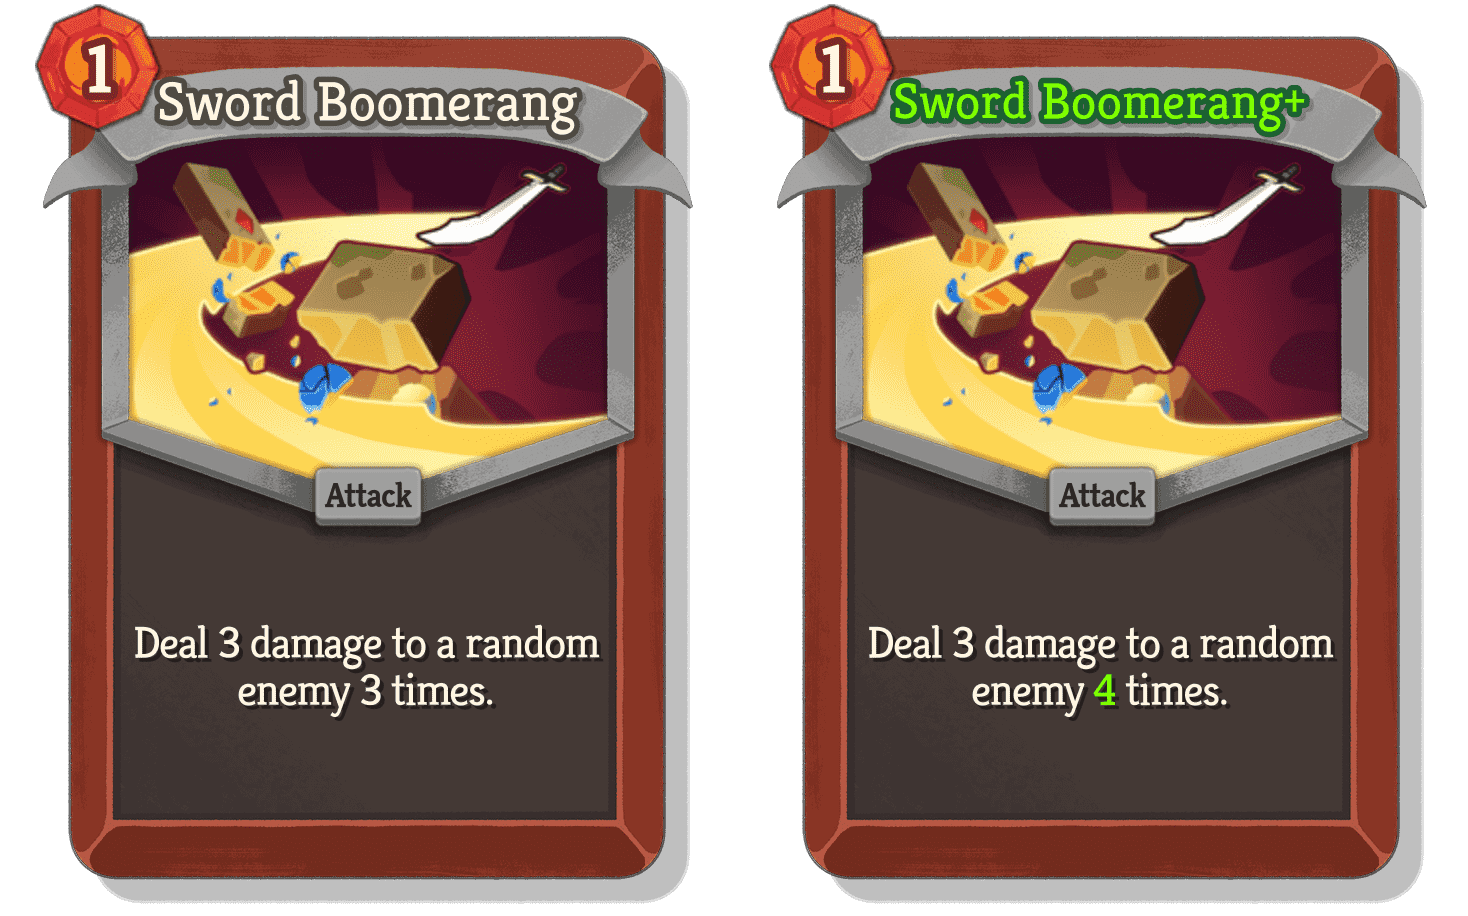 1
Sword Boomerang
Attack
Deal 3 damage to a random
enemy 3 times.
1
Sword Boomerang+
Attack
Deal 3 damage to a random
enemy 4 times.